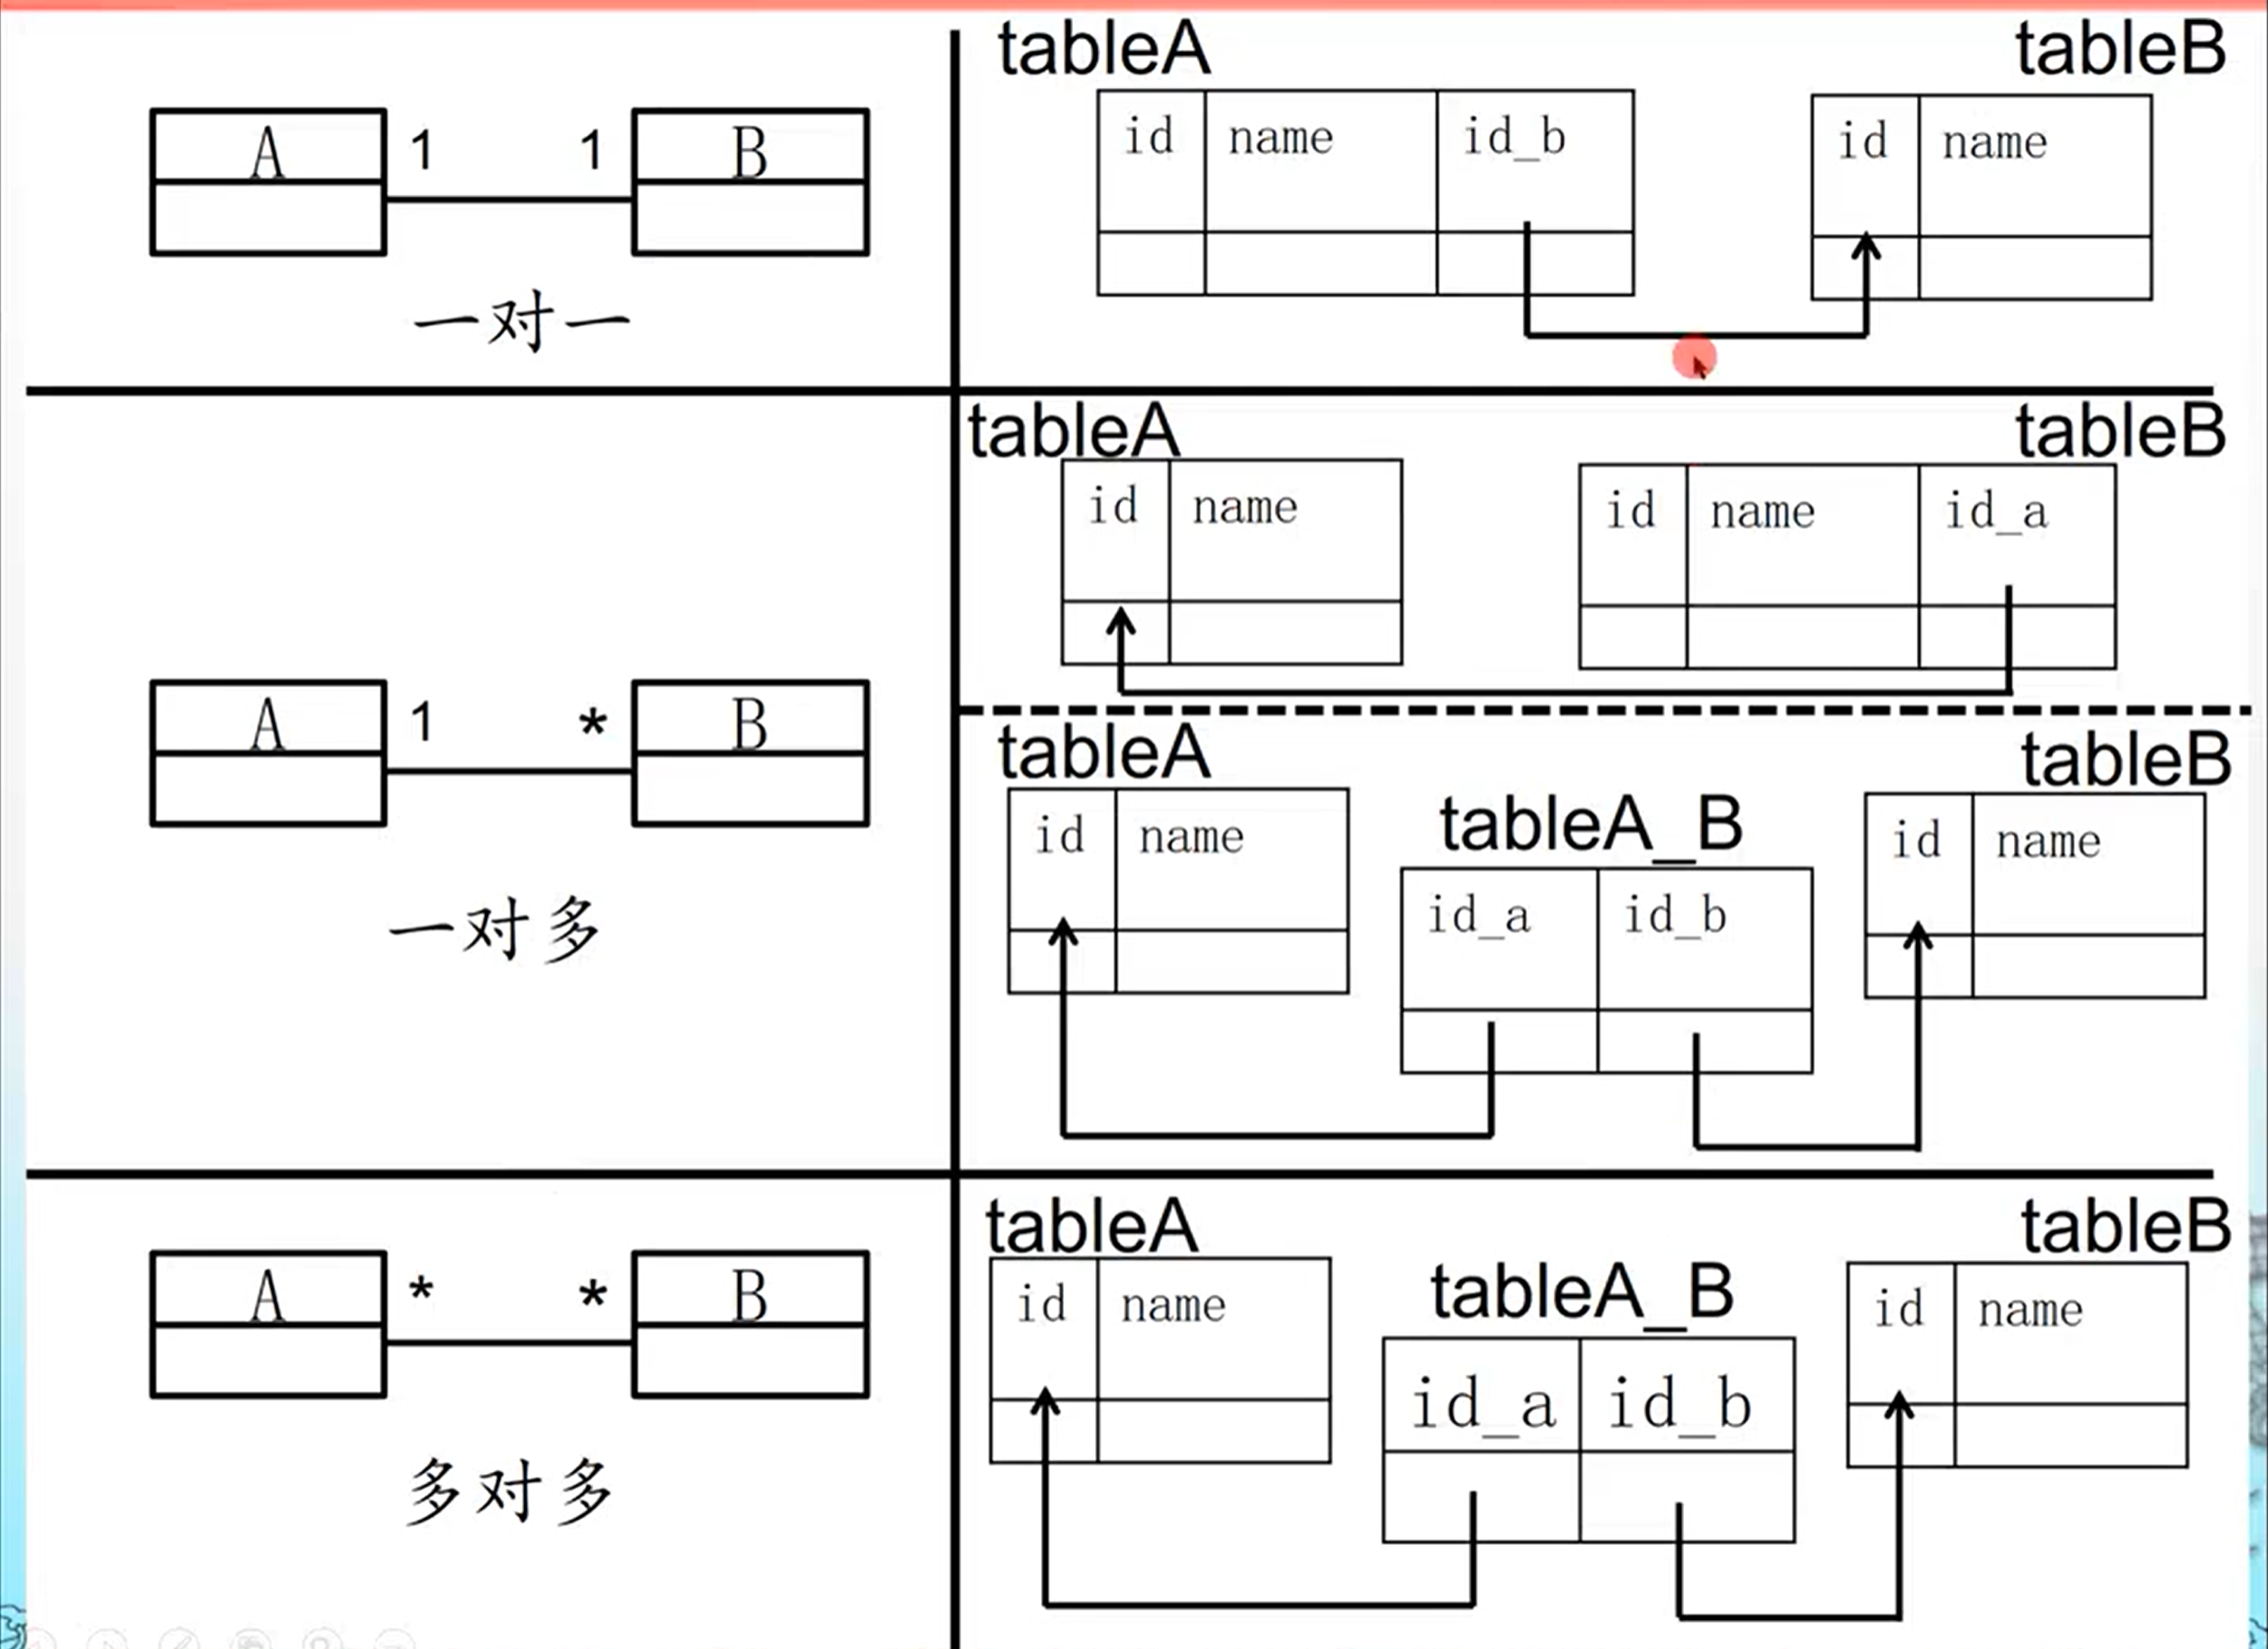 A 1 1 B
一对一
tableA tableB
id name id_b id name
A 1 * B
一对多
tableA tableB
id name id name id_a
tableA tableB
tableA_B
id name id_a id_b id name
A * * B
多对多
tableA tableB
tableA_B
id name id_a id_b id name